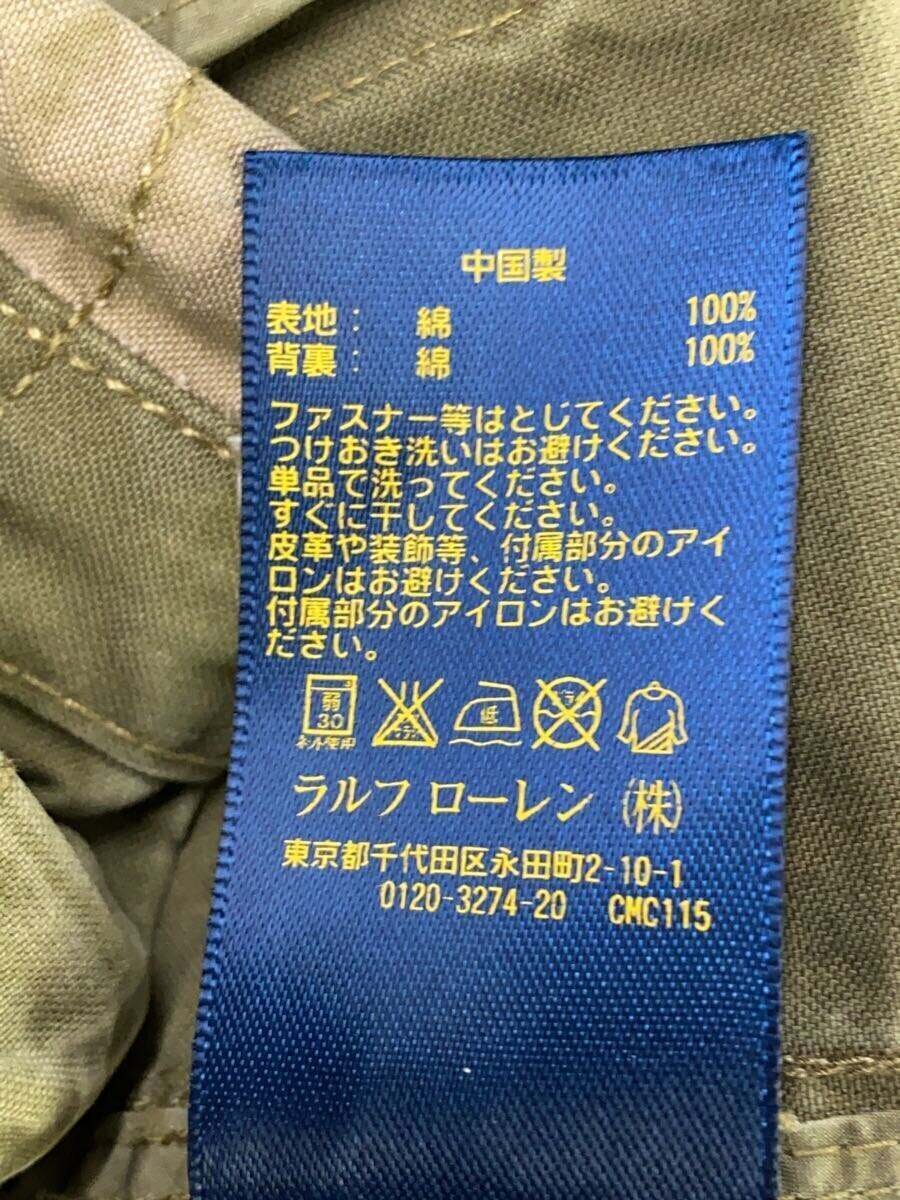 中国製
表地: 綿 100%
背裏: 綿 100%
ファスナー等はとじてください。
つけおき洗いはお避けください。
単品で洗ってください。
すぐに干してください。
皮革や装飾等、付属部分のアイ
ロンはお避けください。
付属部分のアイロンはお避けく
ださい。
弱 低 ドライ
30
ネット使用
ラルフ ローレン (株)
東京都千代田区永田町2-10-1
0120-3274-20 CMC115